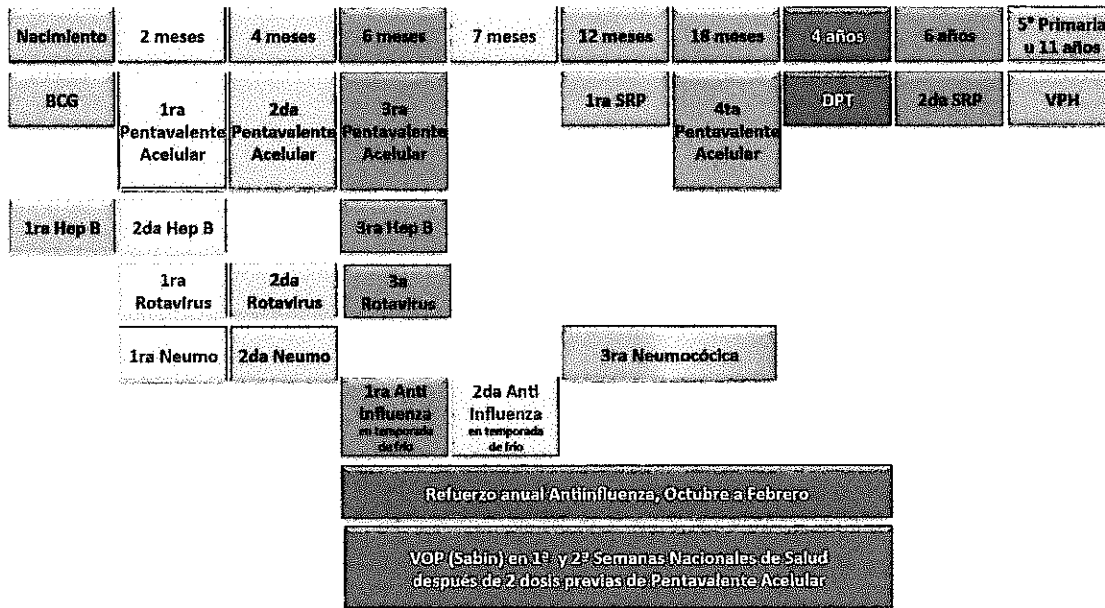 Nacimiento
2 meses
4 meses
6 meses
7 meses
12 meses
18 meses
4 años
6 años
5° Primaria
u 11 años
BCG
1ra
Pentavalente
Acelular
2da
Pentavalente
Acelular
3ra
Pentavalente
Acelular
1ra SRP
4ta
Pentavalente
Acelular
DPT
2da SRP
VPH
1ra Hep B
2da Hep B
3ra Hep B
1ra
Rotavirus
2da
Rotavirus
3a
Rotavirus
1ra Neumo
2da Neumo
3ra Neumocócica
1ra Anti
Influenza
en temporada
de frío
2da Anti
Influenza
en temporada
de frío
Refuerzo anual Antiinfluenza, Octubre a Febrero
VOP (Sabin) en 1ª y 2ª Semanas Nacionales de Salud
después de 2 dosis previas de Pentavalente Acelular